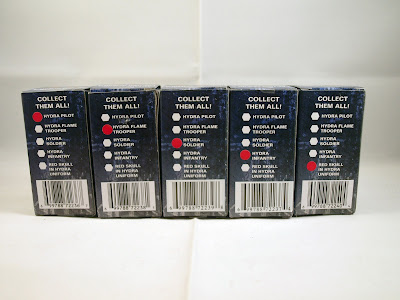 COLLECT
THEM ALL!
HYDRA PILOT
HYDRA FLAME
TROOPER
HYDRA
SOLDIER
HYDRA
INFANTRY
RED SKULL
IN HYDRA
UNIFORM
COLLECT
THEM ALL!
HYDRA PILOT
HYDRA FLAME
TROOPER
HYDRA
SOLDIER
HYDRA
INFANTRY
RED SKULL
IN HYDRA
UNIFORM
COLLECT
THEM ALL!
HYDRA PILOT
HYDRA FLAME
TROOPER
HYDRA
SOLDIER
HYDRA
INFANTRY
RED SKULL
IN HYDRA
UNIFORM
COLLECT
THEM ALL!
HYDRA PILOT
HYDRA FLAME
TROOPER
HYDRA
SOLDIER
HYDRA
INFANTRY
RED SKULL
IN HYDRA
UNIFORM
COLLECT
THEM ALL!
HYDRA PILOT
HYDRA FLAME
TROOPER
HYDRA
SOLDIER
HYDRA
INFANTRY
RED SKULL
IN HYDRA
UNIFORM